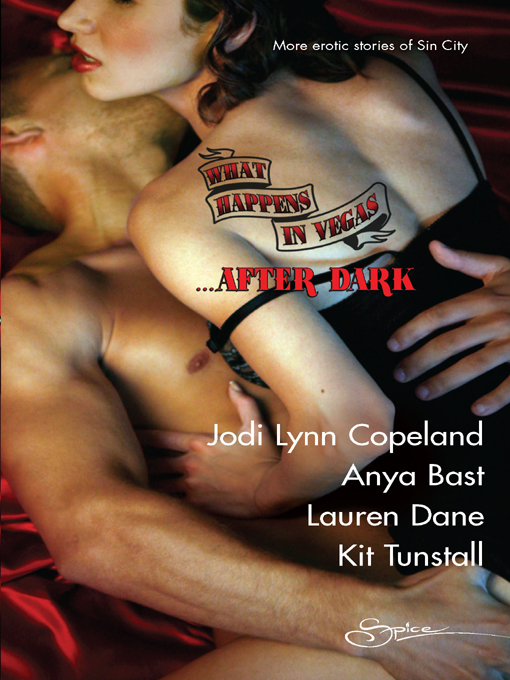 More erotic stories of Sin City
WHAT
HAPPENS
IN VEGAS
...AFTER DARK
Jodi Lynn Copeland
Anya Bast
Lauren Dane
Kit Tunstall
Spice